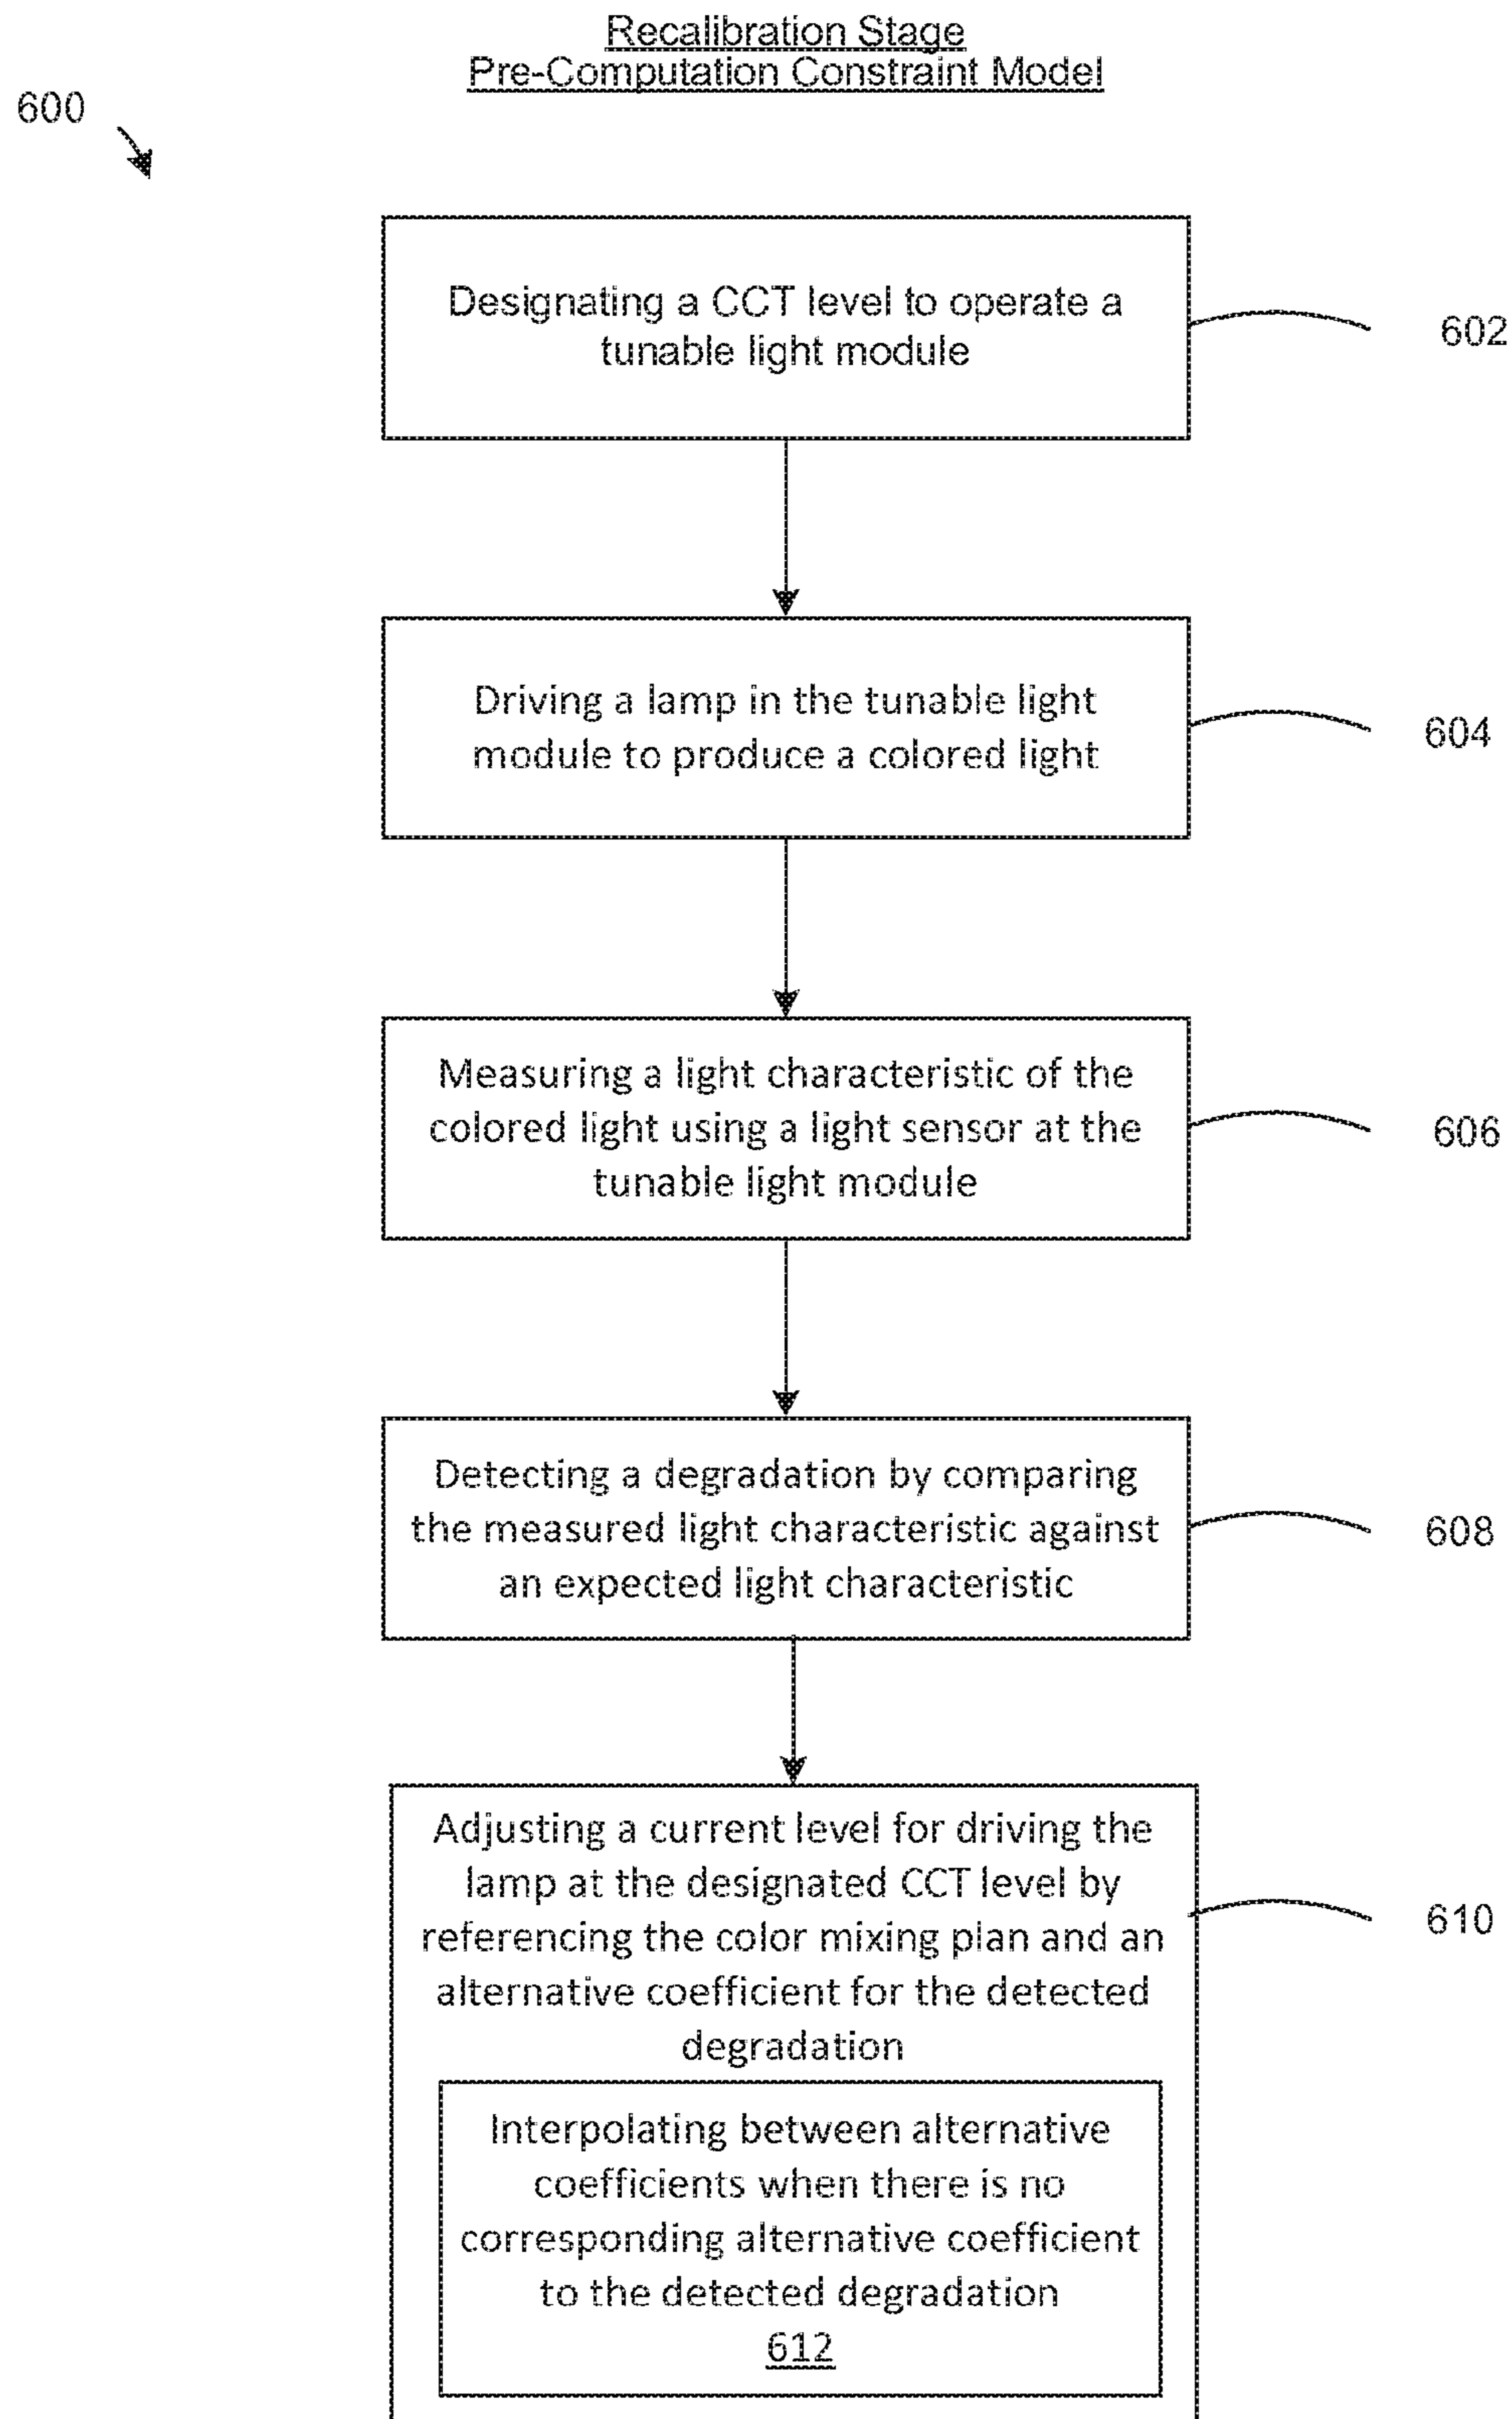 Recalibration Stage
Pre-Computation Constraint Model
600
Designating a CCT level to operate a
tunable light module
602
Driving a lamp in the tunable light
module to produce a colored light
604
Measuring a light characteristic of the
colored light using a light sensor at the
tunable light module
606
Detecting a degradation by comparing
the measured light characteristic against
an expected light characteristic
608
Adjusting a current level for driving the
lamp at the designated CCT level by
referencing the color mixing plan and an
alternative coefficient for the detected
degradation
610
Interpolating between alternative
coefficients when there is no
corresponding alternative coefficient
to the detected degradation
612